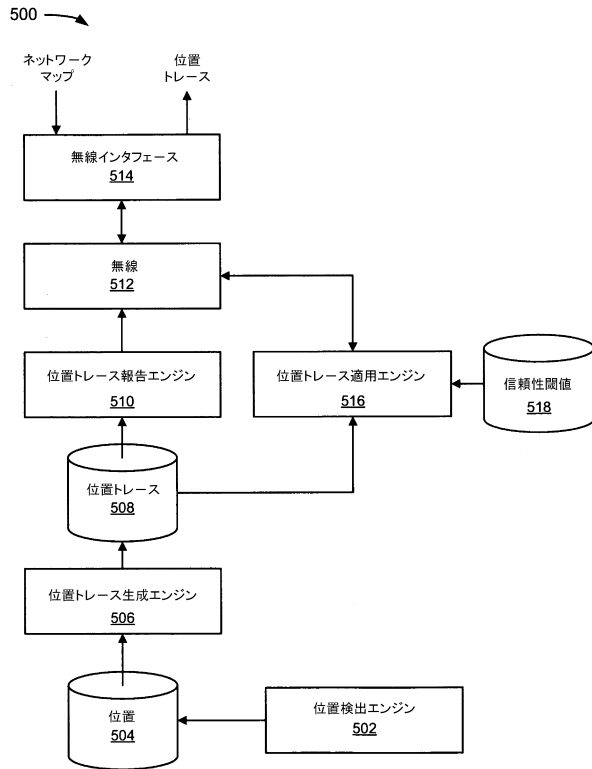 500
ネットワーク
マップ
位置
トレース
無線インタフェース
514
無線
512
位置トレース報告エンジン
510
位置トレース適用エンジン
516
信頼性閾値
518
位置トレース
508
位置トレース生成エンジン
506
位置
504
位置検出エンジン
502